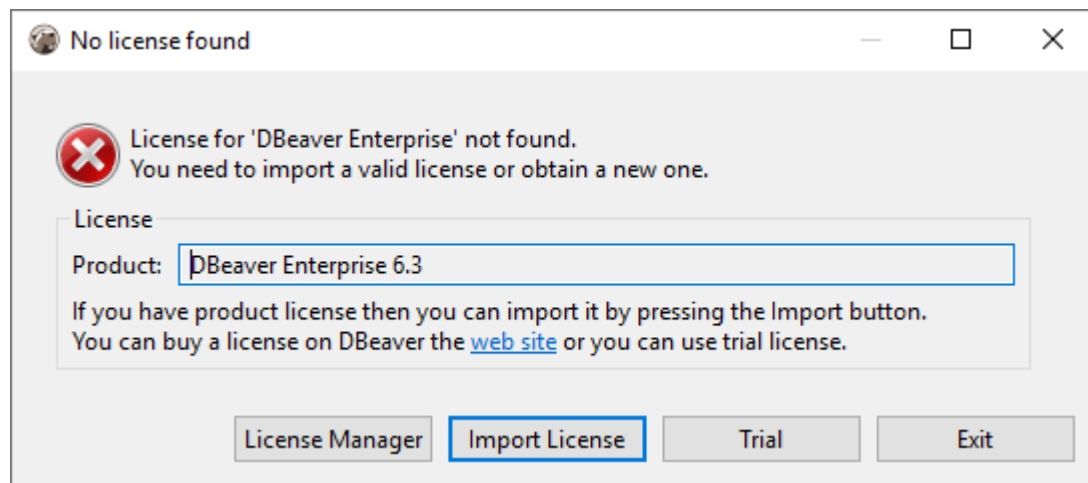 No license found
License for 'DBeaver Enterprise' not found.
You need to import a valid license or obtain a new one.
License
Product: DBeaver Enterprise 6.3
If you have product license then you can import it by pressing the Import button.
You can buy a license on DBeaver the web site or you can use trial license.
License Manager Import License Trial Exit